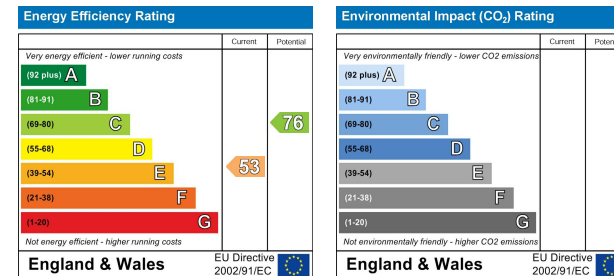 Energy Efficiency Rating
Current Potential
Very energy efficient - lower running costs
(92 plus) A
(81-91) B
(69-80) C
76
(55-68) D
(39-54) E
53
(21-38) F
(1-20) G
Not energy efficient - higher running costs
England & Wales
EU Directive
2002/91/EC
Environmental Impact (CO₂) Rating
Current Poten
Very environmentally friendly - lower CO2 emissions
(92 plus) A
(81-91) B
(69-80) C
(55-68) D
(39-54) E
(21-38) F
(1-20) G
Not environmentally friendly - higher CO2 emissions
England & Wales
EU Directive
2002/91/EC